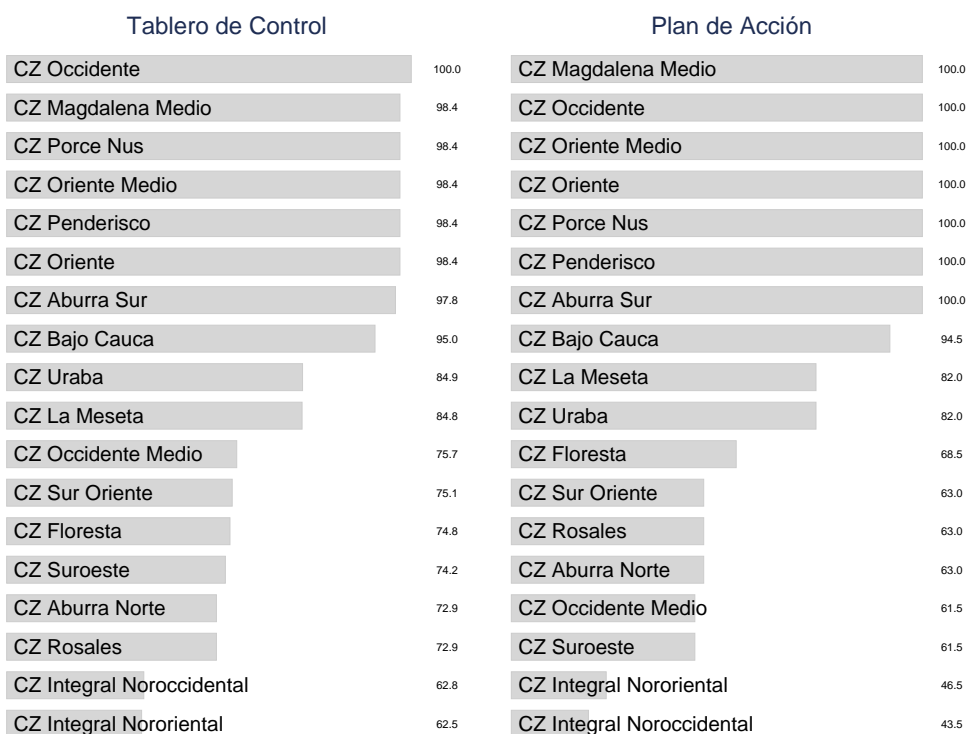 Tablero de Control
CZ Occidente 100.0
CZ Magdalena Medio 98.4
CZ Porce Nus 98.4
CZ Oriente Medio 98.4
CZ Penderisco 98.4
CZ Oriente 98.4
CZ Aburra Sur 97.8
CZ Bajo Cauca 95.0
CZ Uraba 84.9
CZ La Meseta 84.8
CZ Occidente Medio 75.7
CZ Sur Oriente 75.1
CZ Floresta 74.8
CZ Suroeste 74.2
CZ Aburra Norte 72.9
CZ Rosales 72.9
CZ Integral Noroccidental 62.8
CZ Integral Nororiental 62.5
Plan de Acción
CZ Magdalena Medio 100.0
CZ Occidente 100.0
CZ Oriente Medio 100.0
CZ Oriente 100.0
CZ Porce Nus 100.0
CZ Penderisco 100.0
CZ Aburra Sur 100.0
CZ Bajo Cauca 94.5
CZ La Meseta 82.0
CZ Uraba 82.0
CZ Floresta 68.5
CZ Sur Oriente 63.0
CZ Rosales 63.0
CZ Aburra Norte 63.0
CZ Occidente Medio 61.5
CZ Suroeste 61.5
CZ Integral Nororiental 46.5
CZ Integral Noroccidental 43.5